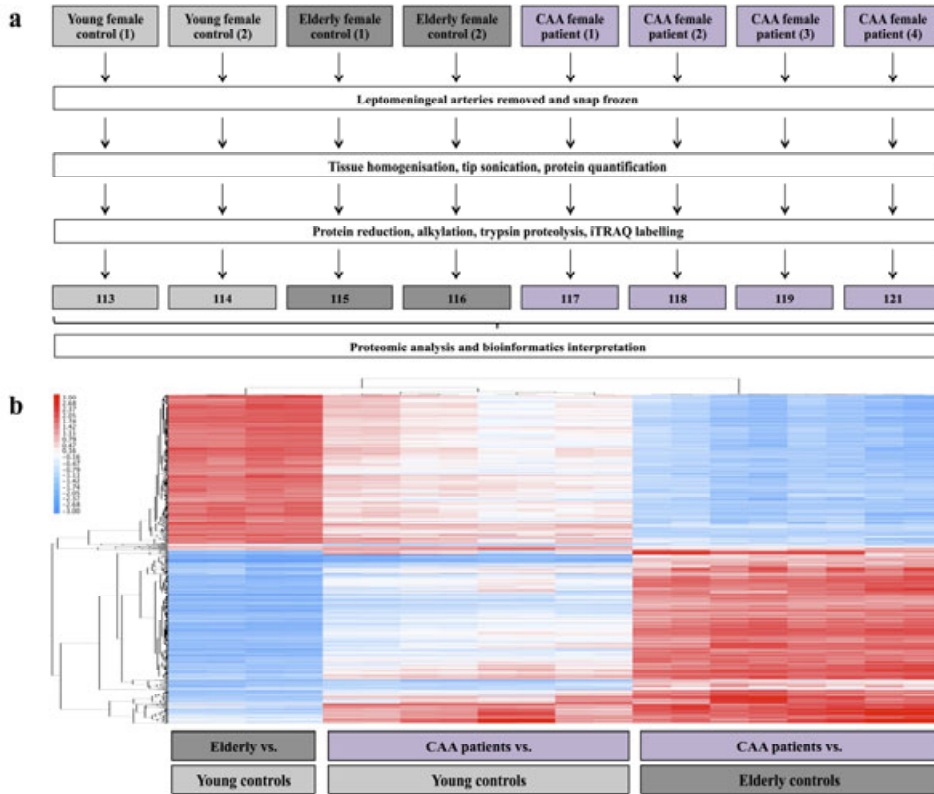 a
Young female control (1)
Young female control (2)
Elderly female control (1)
Elderly female control (2)
CAA female patient (1)
CAA female patient (2)
CAA female patient (3)
CAA female patient (4)
Leptomeningeal arteries removed and snap frozen
Tissue homogenisation, tip sonication, protein quantification
Protein reduction, alkylation, trypsin proteolysis, iTRAQ labelling
113 114 115 116 117 118 119 121
Proteomic analysis and bioinformatics interpretation
b
Elderly vs.
Young controls
CAA patients vs.
Young controls
CAA patients vs.
Elderly controls